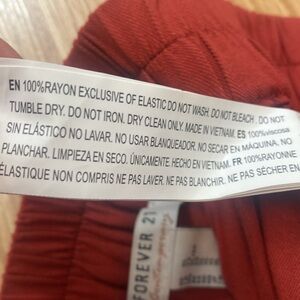 EN 100%RAYON EXCLUSIVE OF ELASTIC DO NOT WASH. DO NOT BLEACH, DO NOT
TUMBLE DRY. DO NOT IRON. DRY CLEAN ONLY. MADE IN VIETNAM. ES 100%viscosa
SIN ELÁSTICO NO LAVAR. NO USAR BLANQUEADOR. NO SECAR EN MÁQUINA. NO
PLANCHAR. LIMPIEZA EN SECO. ÚNICAMENTE. HECHO EN VIETNAM. FR 100%RAYONNE
ÉLASTIQUE NON COMPRIS NE PAS LAVER. NE PAS BLANCHIR. NE PAS SÉCHER EN
FOREVER 21